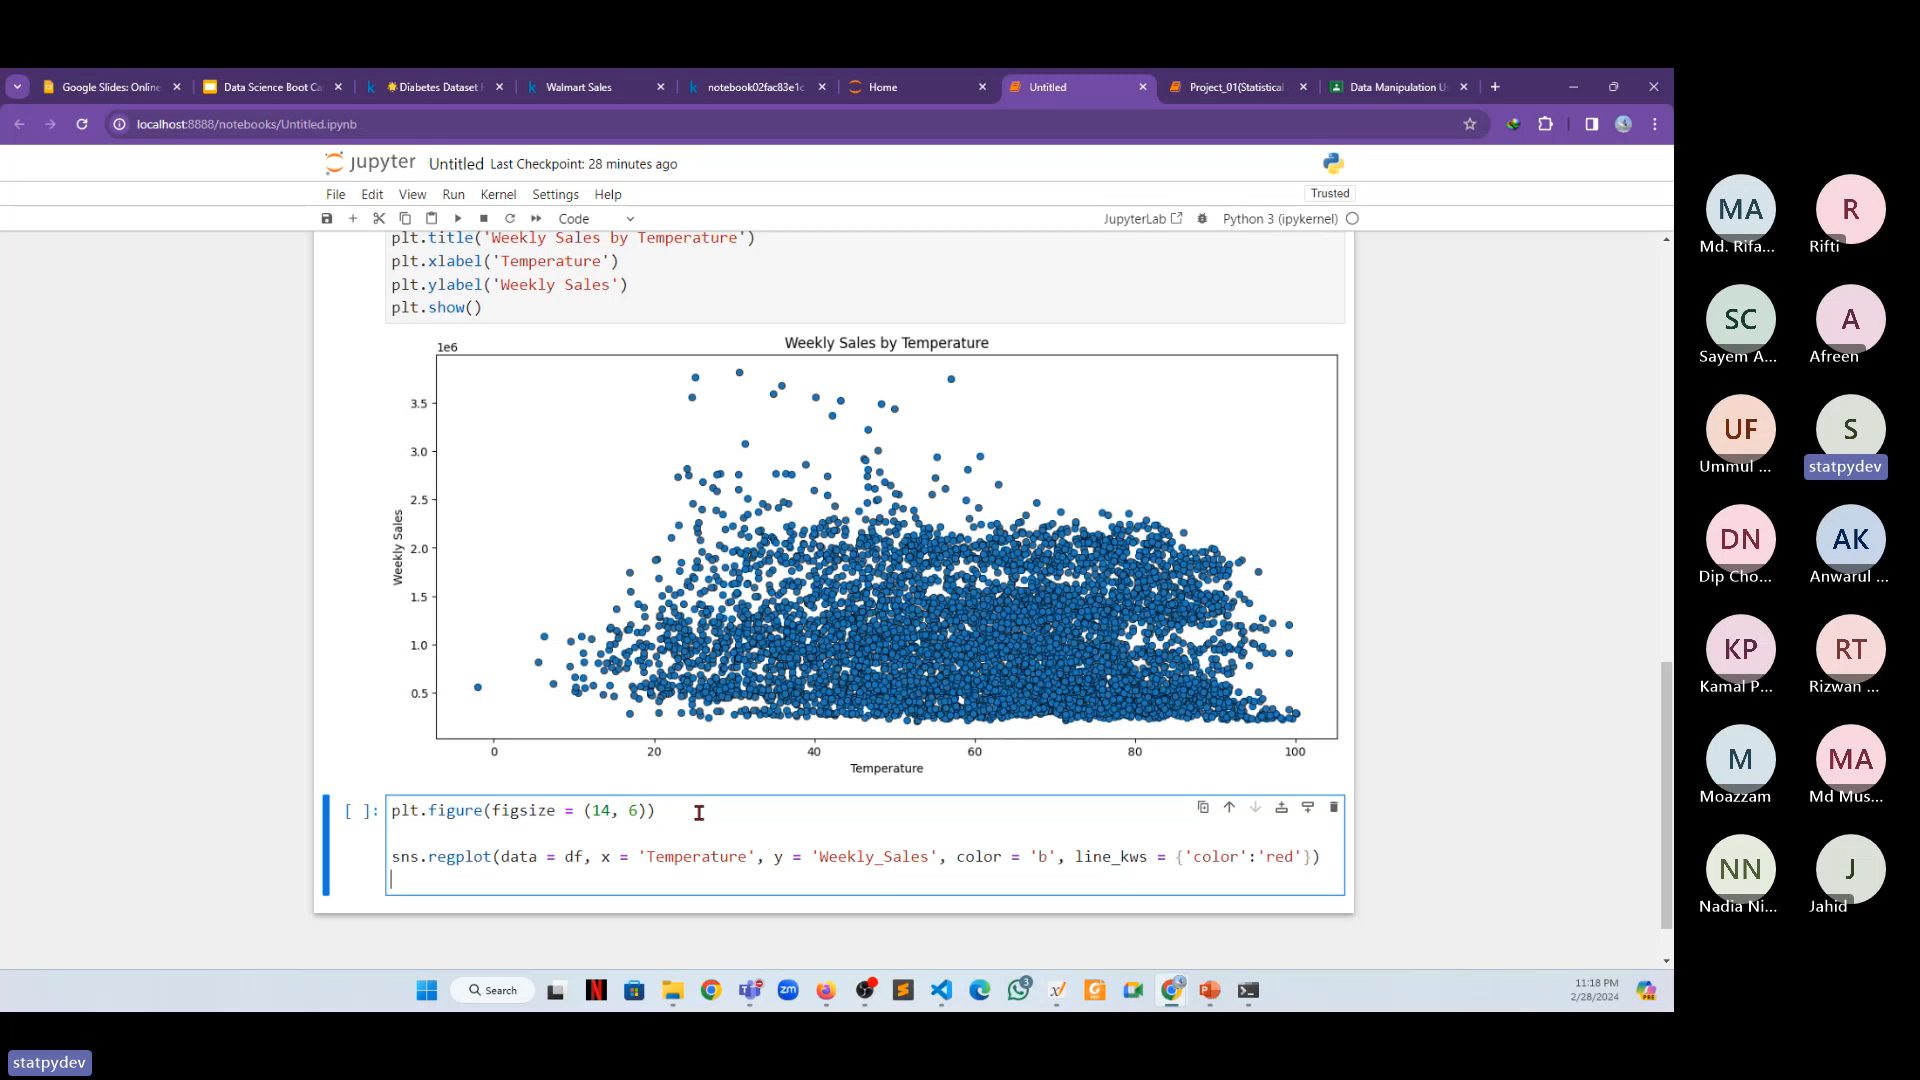 Google Slides: Online
Data Science Boot Ca
Diabetes Dataset
Walmart Sales
notebook02fac83e1c
Home
Untitled
Project_01(Statistical
Data Manipulation U
localhost:8888/notebooks/Untitled.ipynb
jupyter Untitled Last Checkpoint: 28 minutes ago
File Edit View Run Kernel Settings Help
Trusted
Code
JupyterLab
Python 3 (ipykernel)
plt.title('Weekly Sales by Temperature')
plt.xlabel('Temperature')
plt.ylabel('Weekly Sales')
plt.show()
Weekly Sales by Temperature
1e6
3.5
3.0
2.5
2.0
1.5
1.0
0.5
Weekly Sales
0 20 40 60 80 100
Temperature
[ ]: plt.figure(figsize = (14, 6))
sns.regplot(data = df, x = 'Temperature', y = 'Weekly_Sales', color = 'b', line_kws = {'color':'red'})
Search
zm
3
PRE
11:18 PM
2/28/2024
MA
Md. Rifa...
R
Rifti
SC
Sayem A...
A
Afreen
UF
Ummul ...
S
statpydev
DN
Dip Cho...
AK
Anwarul ...
KP
Kamal P...
RT
Rizwan ...
M
Moazzam
MA
Md Mus...
NN
Nadia Ni...
J
Jahid
statpydev